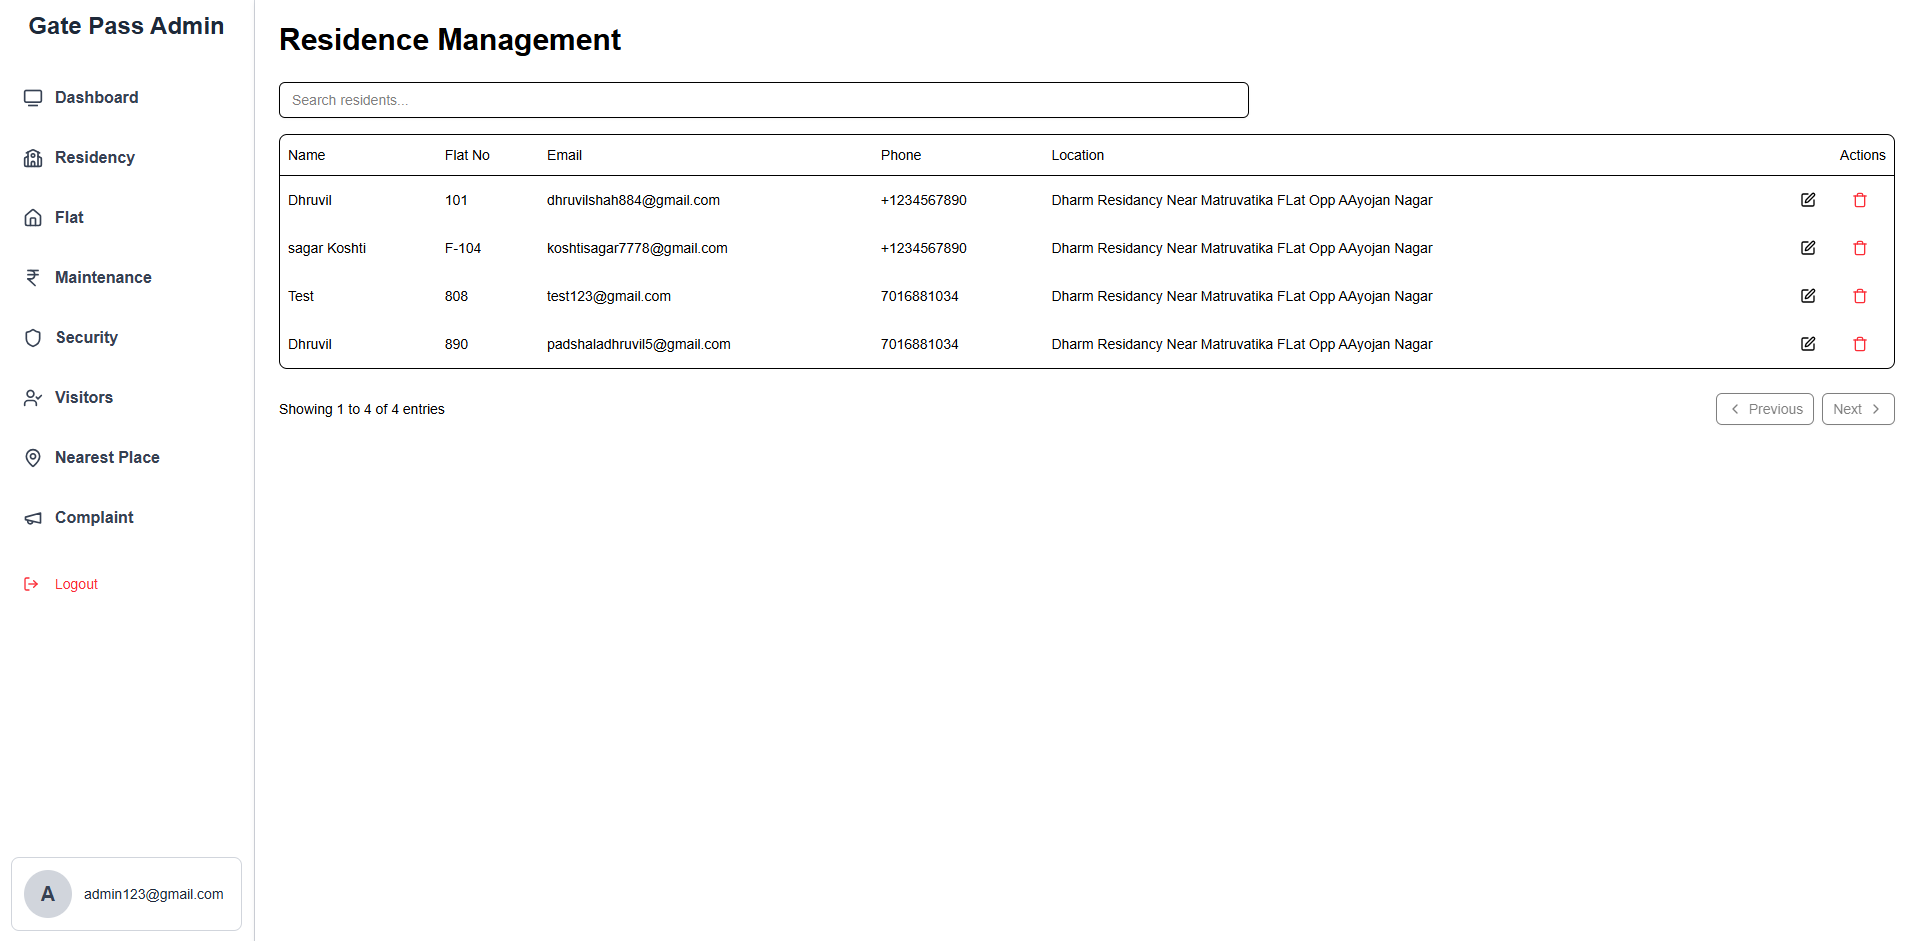 Gate Pass Admin
Dashboard
Residency
Flat
Maintenance
Security
Visitors
Nearest Place
Complaint
Logout
A admin123@gmail.com
Residence Management
Search residents...
Name Flat No Email Phone Location Actions
Dhruvil 101 dhruvilshah884@gmail.com +1234567890 Dharm Residancy Near Matruvatika FLat Opp AAyojan Nagar
sagar Koshti F-104 koshtisagar7778@gmail.com +1234567890 Dharm Residancy Near Matruvatika FLat Opp AAyojan Nagar
Test 808 test123@gmail.com 7016881034 Dharm Residancy Near Matruvatika FLat Opp AAyojan Nagar
Dhruvil 890 padshaladhruvil5@gmail.com 7016881034 Dharm Residancy Near Matruvatika FLat Opp AAyojan Nagar
Showing 1 to 4 of 4 entries Previous Next